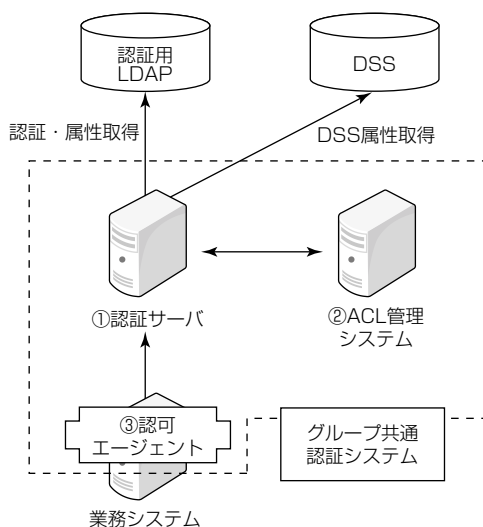 認証用
LDAP
DSS
認証・属性取得
DSS属性取得
①認証サーバ
②ACL管理
システム
③認可
エージェント
グループ共通
認証システム
業務システム